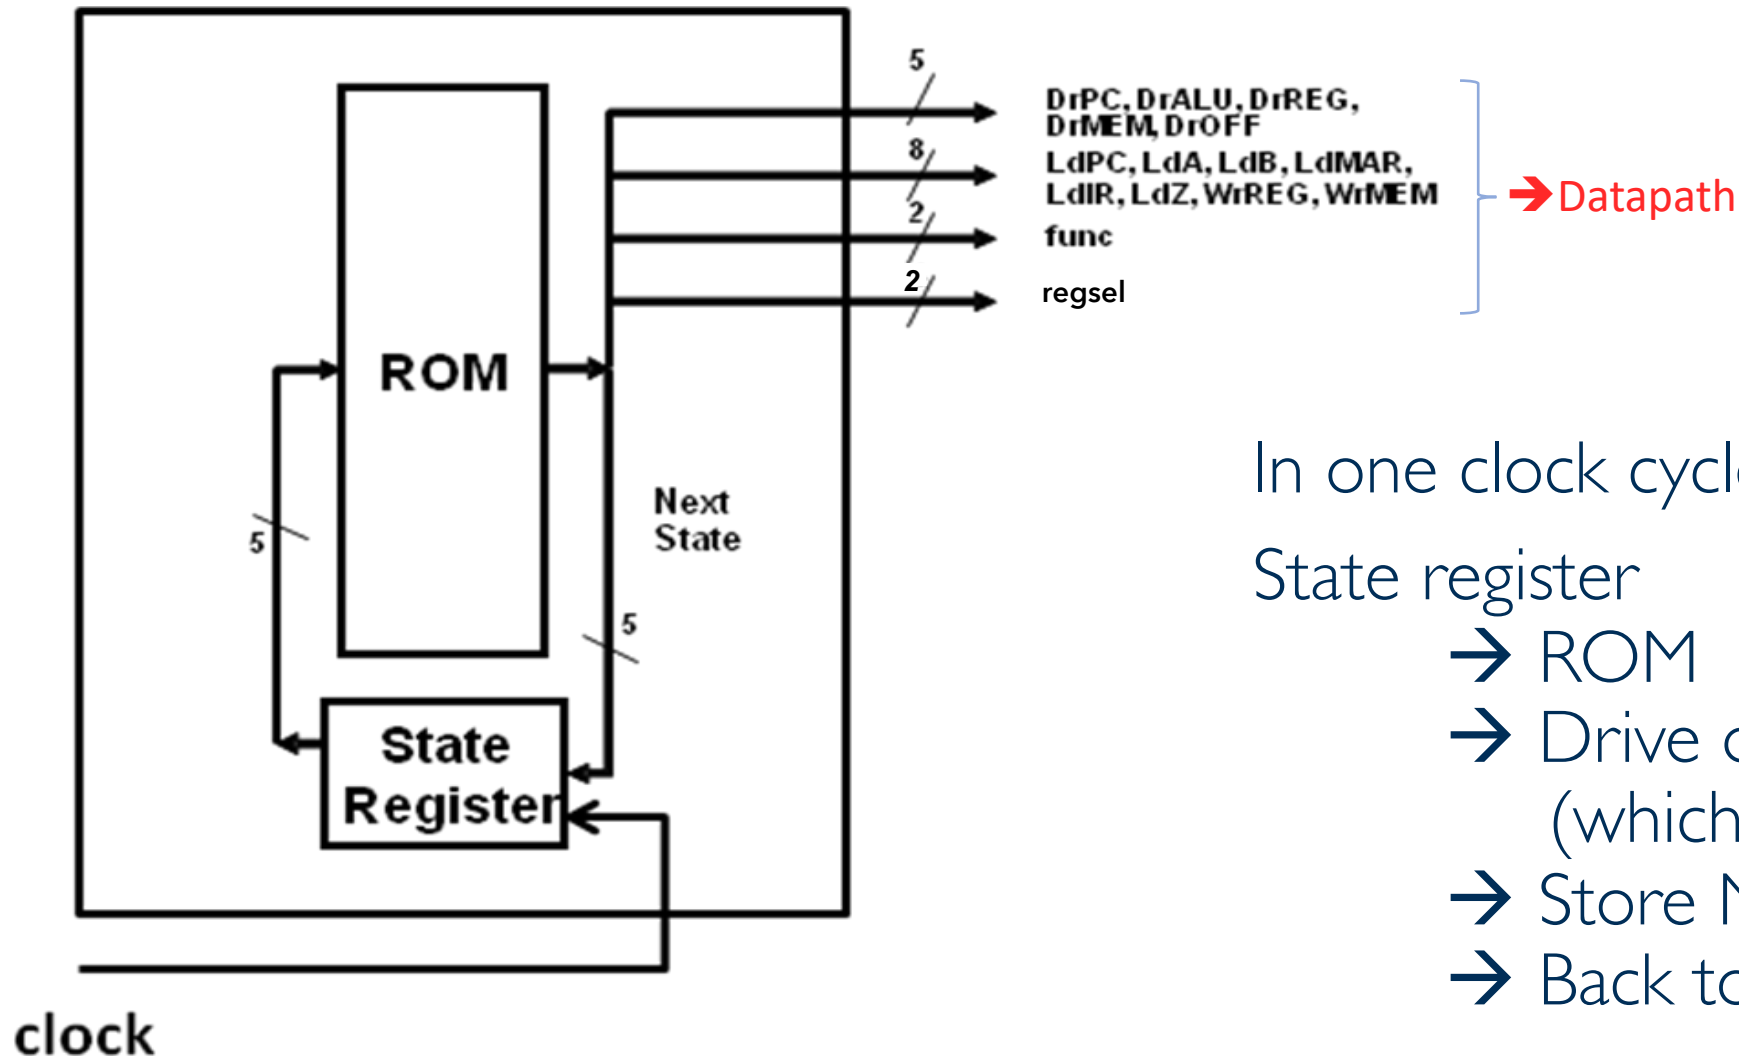 5
DrPC, DrALU, DrREG,
DrMEM, DrOFF
8
LdPC, LdA, LdB, LdMAR,
LdIR, LdZ, WrREG, WrMEM
→ Datapath
2
func
2
regsel
ROM
In one clock
Next
State
5
State register
5
→ ROM
State
Register
→ Drive
(which
→ Store
→ Back
clock